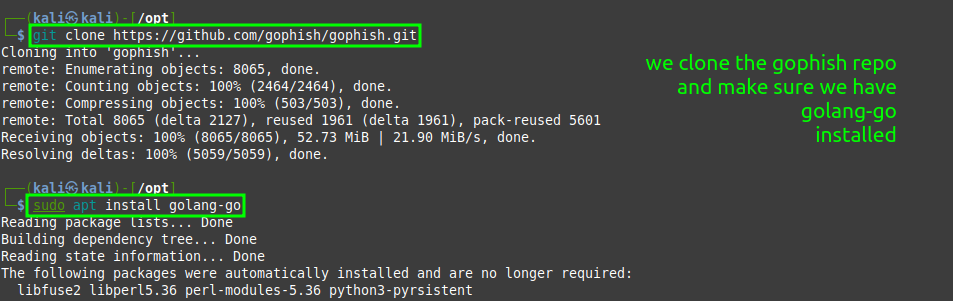 ┌──(kali㉿kali)-[/opt]
└─$ git clone https://github.com/gophish/gophish.git
Cloning into 'gophish'...
remote: Enumerating objects: 8065, done.
remote: Counting objects: 100% (2464/2464), done.
remote: Compressing objects: 100% (503/503), done.
remote: Total 8065 (delta 2127), reused 1961 (delta 1961), pack-reused 5601
Receiving objects: 100% (8065/8065), 52.73 MiB | 21.90 MiB/s, done.
Resolving deltas: 100% (5059/5059), done.
we clone the gophish repo
and make sure we have
golang-go
installed
┌──(kali㉿kali)-[/opt]
└─$ sudo apt install golang-go
Reading package lists... Done
Building dependency tree... Done
Reading state information... Done
The following packages were automatically installed and are no longer required:
  libfuse2 libperl5.36 perl-modules-5.36 python3-pyrsistent